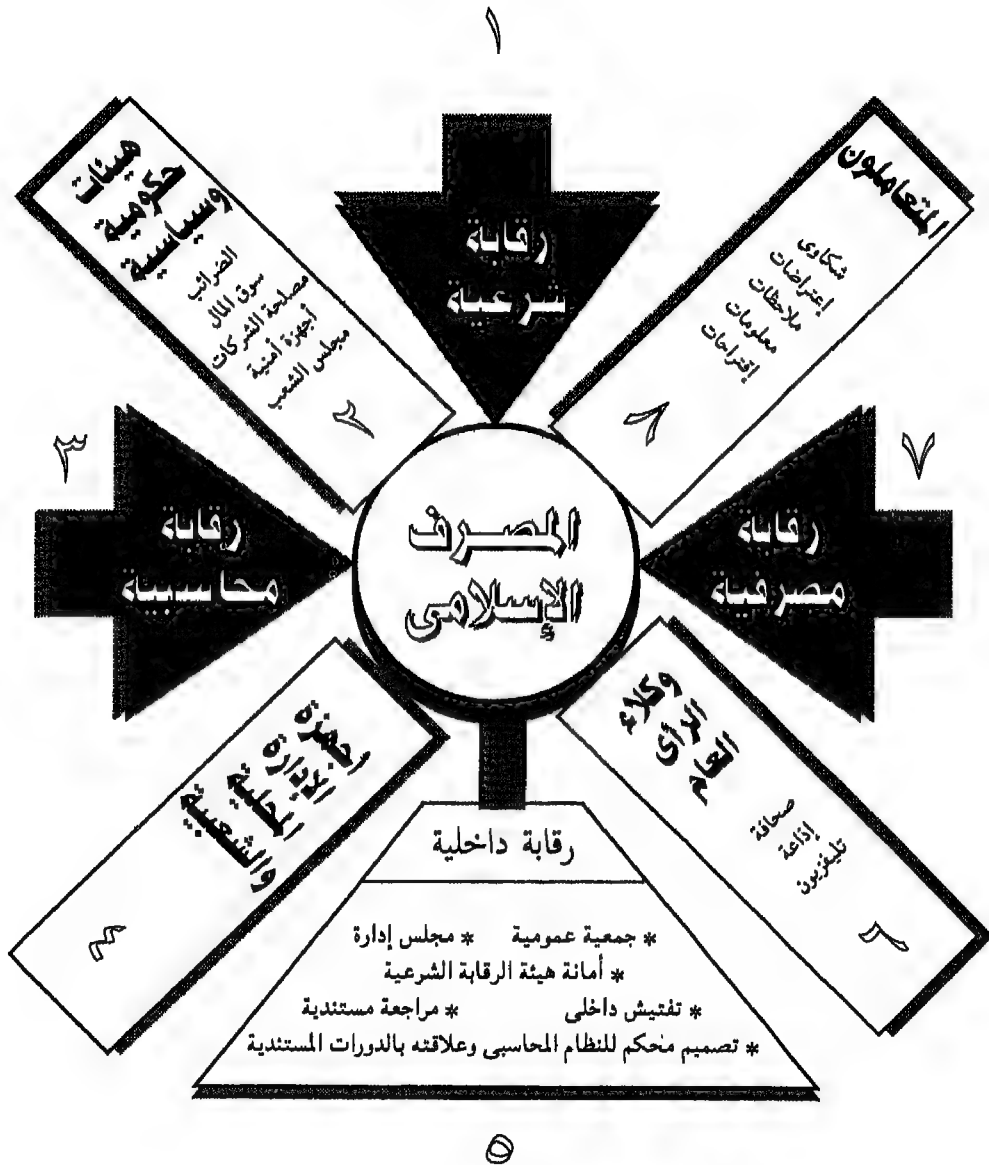 ١
رقابة
شرعية
هيئات
حكومية
وسياسية
الضرائب
سوق المال
مصلحة الشركات
أجهزة أمنية
مجلس الشعب
٢
٣
رقابة
محاسبية
أجهزة
الإدارة
المحلية
والشعبية
٤
المصرف
الإسلامى
رقابة داخلية
* جمعية عمومية * مجلس إدارة
* أمانة هيئة الرقابة الشرعية
* تفتيش داخلى * مراجعة مستندية
* تصميم محكم للنظام المحاسبى وعلاقته بالدورات المستندية
٥
وكلاء
الرأى
صحافة
إذاعة
تليفزيون
٦
٧
رقابة
مصرفية
المتعاملون
شكاوى
إعتراضات
ملاحظات
معلومات
إقتراحات
٨